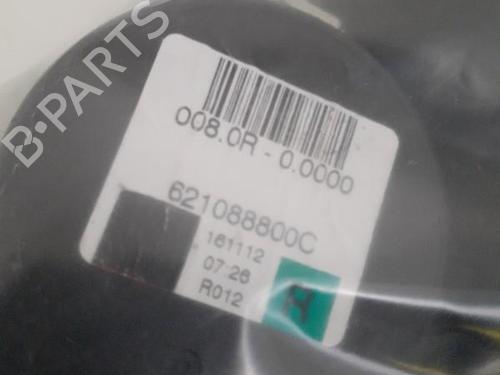 B-PARTS
008.0R - 0.0000
621088800C
161112
07:26
R012
H